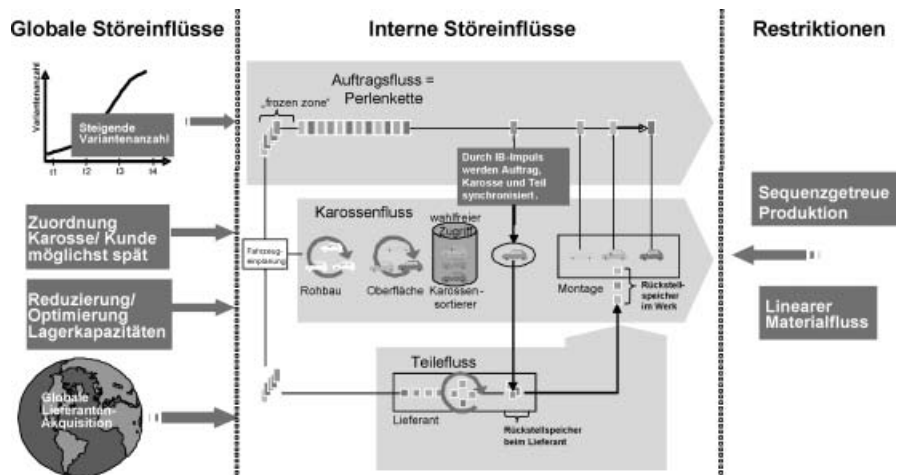 Globale Störeinflüsse
Interne Störeinflüsse
Restriktionen
Variantenanzahl
Steigende
Variantenanzahl
t1 t2 t3 t4
Zuordnung
Karosse/ Kunde
möglichst spät
Reduzierung/
Optimierung
Lagerkapazitäten
Globale
Lieferanten-
Akquisition
Auftragsfluss =
Perlenkette
„frozen zone“
Durch IB-Impuls
werden Auftrag,
Karosse und Teil
synchronisiert.
Karossenfluss
wahlfreier
Zugriff
Fahrzeug-
einplanung
Rohbau
Oberfläche
Karossen-
sortierer
Montage
Rückstell-
speicher
im Werk
Teilefluss
Lieferant
Rückstellspeicher
beim Lieferant
Sequenzgetreue
Produktion
Linearer
Materialfluss